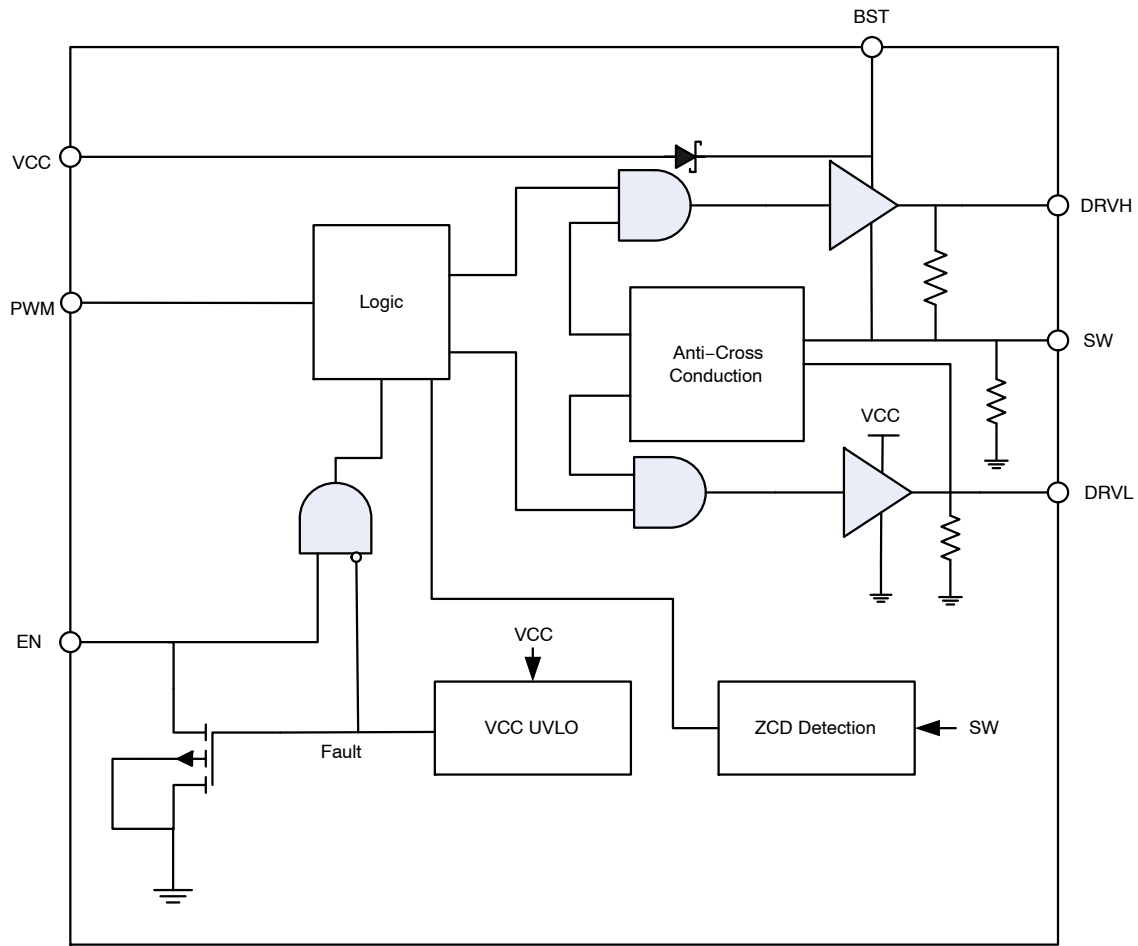 BST
VCC
DRVH
PWM
Logic
SW
Anti−Cross
Conduction
VCC
DRVL
EN
VCC
VCC UVLO
ZCD Detection
SW
Fault